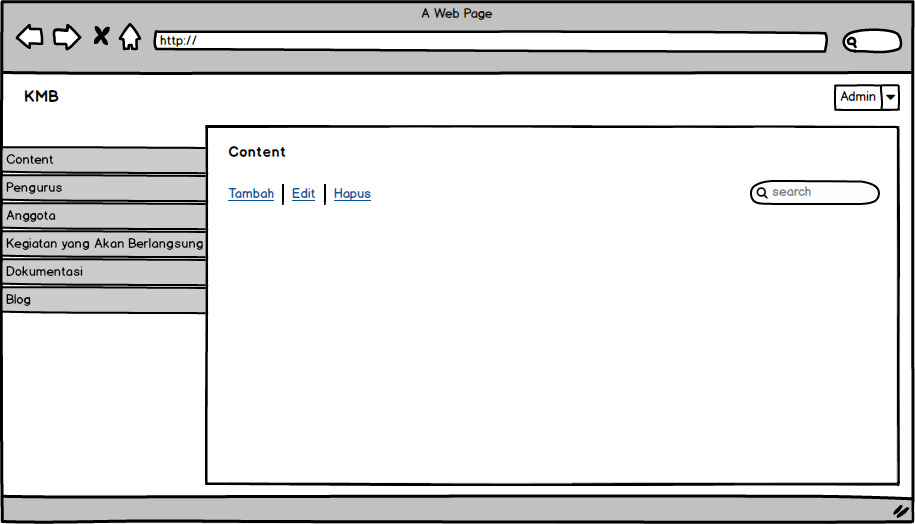 A Web Page
http://
KMB
Admin
Content
Pengurus
Anggota
Kegiatan yang Akan Berlangsung
Dokumentasi
Blog
Content
Tambah Edit Hapus
search